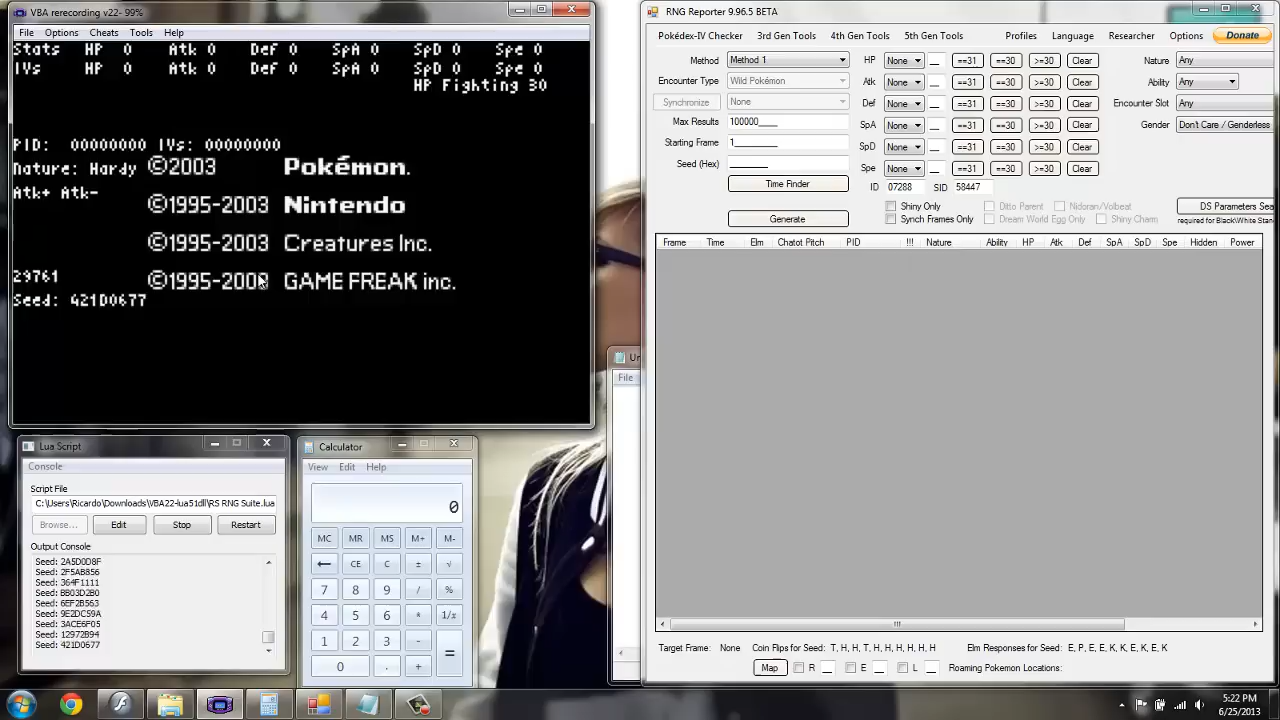 VBA rerecording v22- 99%
File Options Cheats Tools Help
Stats HP 0 Atk 0 Def 0 SpA 0 SpD 0 Spe 0
IVs HP 0 Atk 0 Def 0 SpA 0 SpD 0 Spe 0
HP Fighting 30
PID: 00000000 IVs: 00000000
Nature: Hardy
Atk+ Atk-
©2003 Pokémon.
©1995-2003 Nintendo
©1995-2003 Creatures Inc.
©1995-2003 GAME FREAK inc.
29761
Seed: 421D0677
Lua Script
Console
Script File
C:\Users\Ricardo\Downloads\VBA22-lua51dll\RS RNG Suite.lua
Browse... Edit Stop Restart
Output Console
Seed: 2A5D0D8F
Seed: 2F5AB856
Seed: 364F1111
Seed: BB03D2B0
Seed: 6EF2B563
Seed: 9E2DC59A
Seed: 3ACE6F05
Seed: 12972B94
Seed: 421D0677
Calculator
View Edit Help
0
MC MR MS M+ M-
← CE C ± √
7 8 9 / %
4 5 6 * 1/x
1 2 3 - =
0 . +
Un
File
RNG Reporter 9.96.5 BETA
Pokédex-IV Checker 3rd Gen Tools 4th Gen Tools 5th Gen Tools Profiles Language Researcher Options Donate
Method Method 1 HP None ==31 ==30 >=30 Clear Nature Any
Encounter Type Wild Pokémon Atk None ==31 ==30 >=30 Clear Ability Any
Synchronize None Def None ==31 ==30 >=30 Clear Encounter Slot Any
Max Results 100000____ SpA None ==31 ==30 >=30 Clear Gender Don't Care / Genderless
Starting Frame 1_________ SpD None ==31 ==30 >=30 Clear
Seed (Hex) ________ Spe None ==31 ==30 >=30 Clear
Time Finder ID 07288 SID 58447
Shiny Only Ditto Parent Nidoran/Volbeat DS Parameters Sea
Generate Synch Frames Only Dream World Egg Only Shiny Charm required for Black\White Stan
Frame Time Elm Chatot Pitch PID !!! Nature Ability HP Atk Def SpA SpD Spe Hidden Power
Target Frame: None Coin Flips for Seed: T, H, H, T, H, H, H, H, H, H Elm Responses for Seed: E, P, E, E, K, K, E, K, E, K
Map R __ E __ L __ Roaming Pokemon Locations:
5:22 PM
6/25/2013